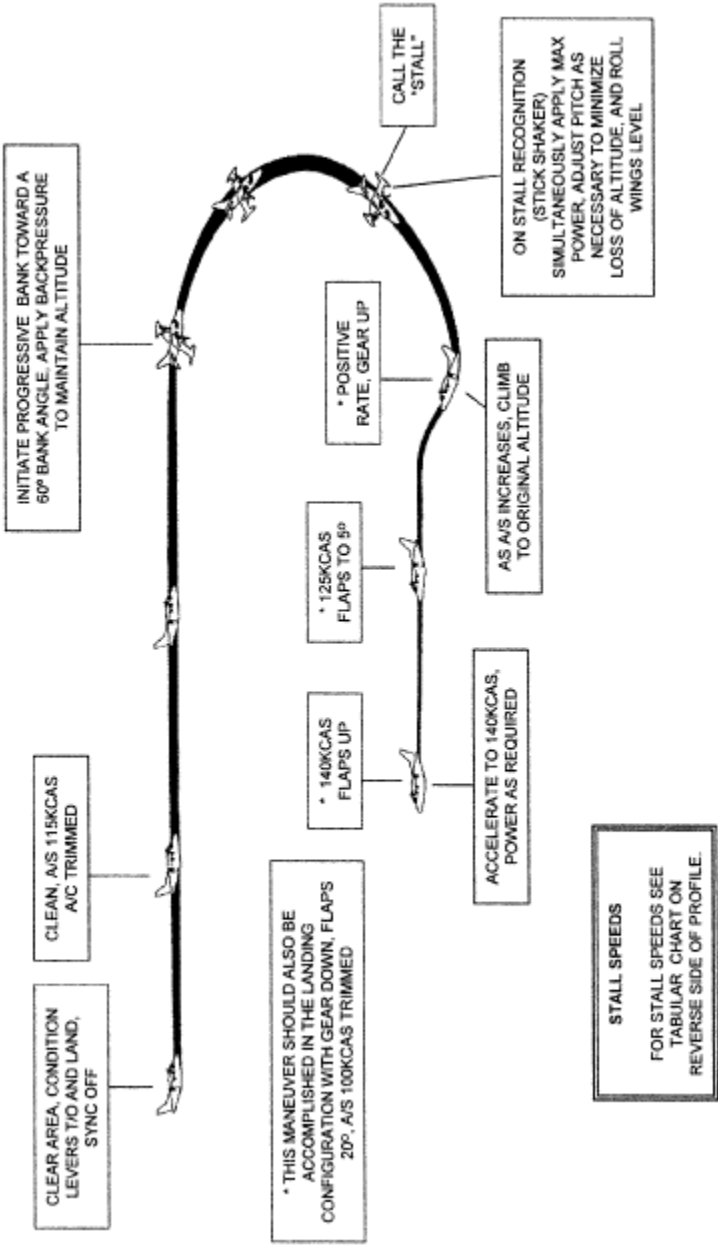 CLEAR AREA, CONDITION
LEVERS T/O AND LAND,
SYNC OFF
CLEAN, A/S 115KCAS
A/C TRIMMED
INITIATE PROGRESSIVE BANK TOWARD A
60º BANK ANGLE, APPLY BACKPRESSURE
TO MAINTAIN ALTITUDE
CALL THE
"STALL"
ON STALL RECOGNITION
(STICK SHAKER)
SIMULTANEOUSLY APPLY MAX
POWER, ADJUST PITCH AS
NECESSARY TO MINIMIZE
LOSS OF ALTITUDE, AND ROLL
WINGS LEVEL
* POSITIVE
RATE, GEAR UP
AS A/S INCREASES, CLIMB
TO ORIGINAL ALTITUDE
* 125KCAS
FLAPS TO 5º
* 140KCAS
FLAPS UP
ACCELERATE TO 140KCAS,
POWER AS REQUIRED
* THIS MANEUVER SHOULD ALSO BE
ACCOMPLISHED IN THE LANDING
CONFIGURATION WITH GEAR DOWN, FLAPS
20º, A/S 100KCAS TRIMMED
STALL SPEEDS
FOR STALL SPEEDS SEE
TABULAR CHART ON
REVERSE SIDE OF PROFILE.